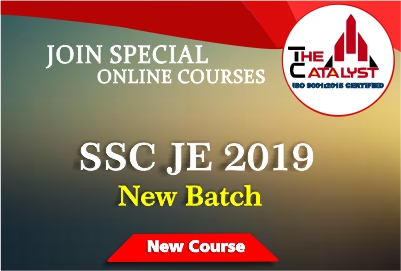 JOIN SPECIAL
ONLINE COURSES
THE
CATALYST
ISO 9001:2015 CERTIFIED
SSC JE 2019
New Batch
New Course